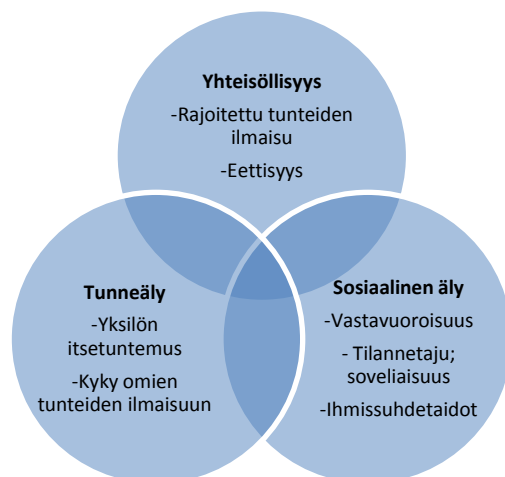 Yhteisöllisyys
-Rajoitettu tunteiden
ilmaisu
-Eettisyys
Tunneäly
-Yksilön
itsetuntemus
-Kyky omien
tunteiden ilmaisuun
Sosiaalinen äly
-Vastavuoroisuus
- Tilannetaju;
soveliaisuus
-Ihmissuhdetaidot